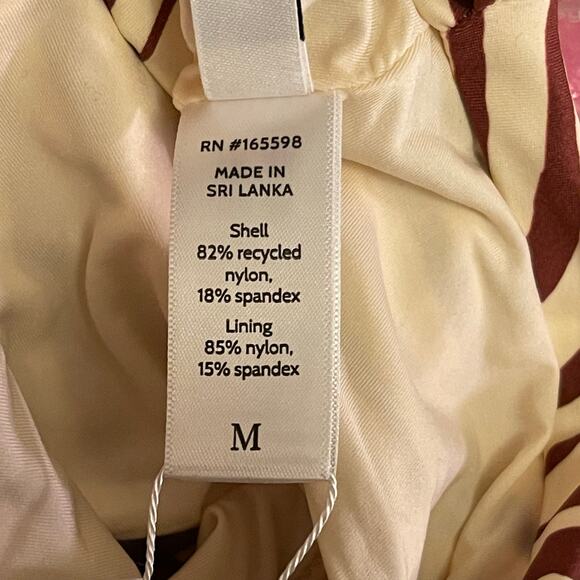 RN #165598
MADE IN
SRI LANKA
Shell
82% recycled
nylon,
18% spandex
Lining
85% nylon,
15% spandex
M